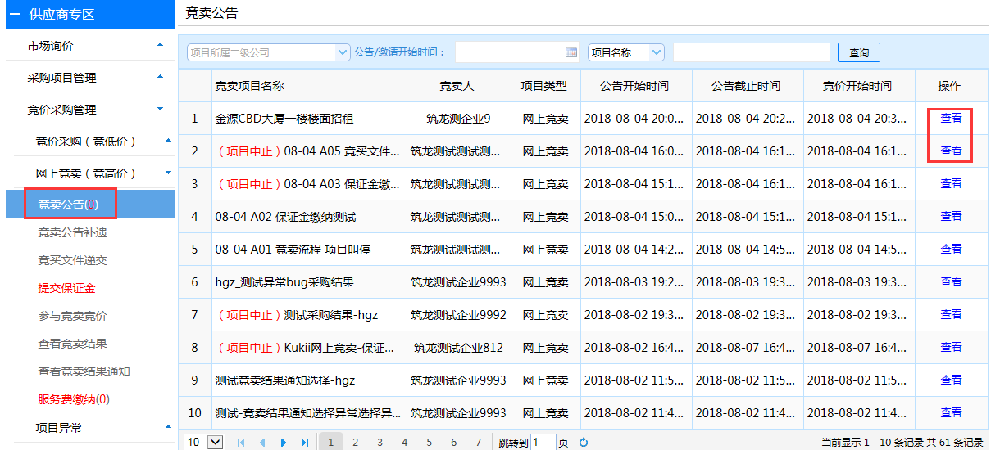 供应商专区
市场询价
采购项目管理
竞价采购管理
竞价采购（竞低价）
网上竞卖（竞高价）
竞卖公告(0)
竞卖公告补遗
竞买文件递交
提交保证金
参与竞卖竞价
查看竞卖结果
查看竞卖结果通知
服务费缴纳(0)
项目异常
竞卖公告
项目所属二级公司 公告/邀请开始时间： 项目名称 查询
竞卖项目名称 竞卖人 项目类型 公告开始时间 公告截止时间 竞价开始时间 操作
1 金源CBD大厦一楼楼面招租 筑龙测企业9 网上竞卖 2018-08-04 20:0... 2018-08-04 20:2... 2018-08-04 20:3... 查看
2 （项目中止）08-04 A05 竞买文件... 筑龙测试测试测... 网上竞卖 2018-08-04 16:0... 2018-08-04 16:1... 2018-08-04 16:1... 查看
3 （项目中止）08-04 A03 保证金缴... 筑龙测试测试测... 网上竞卖 2018-08-04 15:1... 2018-08-04 16:1... 2018-08-04 16:1... 查看
4 08-04 A02 保证金缴纳测试 筑龙测试测试测... 网上竞卖 2018-08-04 15:0... 2018-08-04 15:1... 2018-08-04 15:1... 查看
5 08-04 A01 竞卖流程 项目叫停 筑龙测试测试测... 网上竞卖 2018-08-04 14:2... 2018-08-04 14:5... 2018-08-04 14:5... 查看
6 hgz_测试异常bug采购结果 筑龙测试企业9993 网上竞卖 2018-08-03 19:2... 2018-08-03 19:3... 2018-08-03 19:3... 查看
7 （项目中止）测试采购结果-hgz 筑龙测试企业9992 网上竞卖 2018-08-02 19:3... 2018-08-02 19:3... 2018-08-02 19:3... 查看
8 （项目中止）Kukii网上竞卖-保证... 筑龙测试企业812 网上竞卖 2018-08-02 16:4... 2018-08-07 16:4... 2018-08-07 16:4... 查看
9 测试竞卖结果通知选择-hgz 筑龙测试企业9993 网上竞卖 2018-08-02 11:5... 2018-08-02 11:5... 2018-08-02 11:5... 查看
10 测试-竞卖结果通知选择异常选择异... 筑龙测试企业9993 网上竞卖 2018-08-02 11:4... 2018-08-02 11:4... 2018-08-02 11:4... 查看
10 1 2 3 4 5 6 7 跳转到 1 页 当前显示 1 - 10 条记录 共 61 条记录